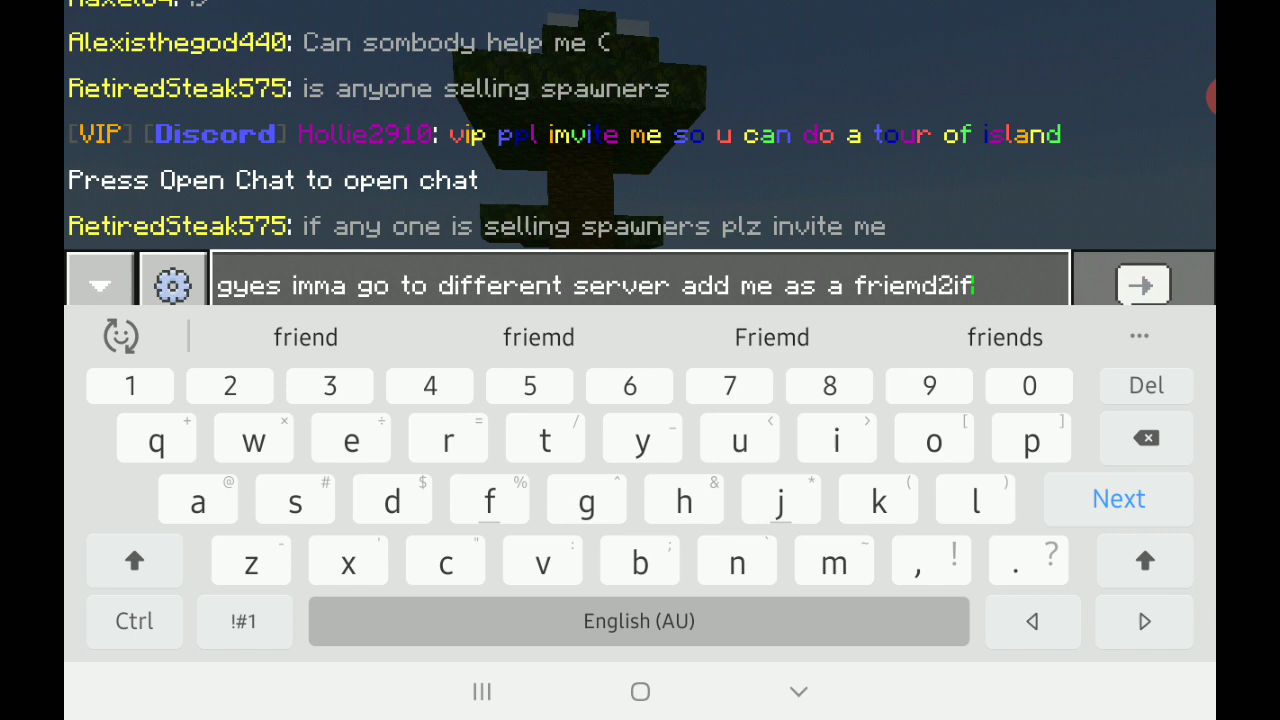 Alexisthegod440: Can sombody help me (
RetiredSteak575: is anyone selling spawners
[VIP] [Discord] Hollie2910: vip ppl imvite me so u can do a tour of island
Press Open Chat to open chat
RetiredSteak575: if any one is selling spawners plz invite me
gyes imma go to different server add me as a friemd2if
friend friemd Friemd friends ...
1 2 3 4 5 6 7 8 9 0 Del
+ × ÷ = / _ < > [ ]
q w e r t y u i o p
@ # $ % ^ & * ( )
a s d f g h j k l Next
- ' " : ; ` ~ ! ?
z x c v b n m , .
Ctrl !#1 English (AU)